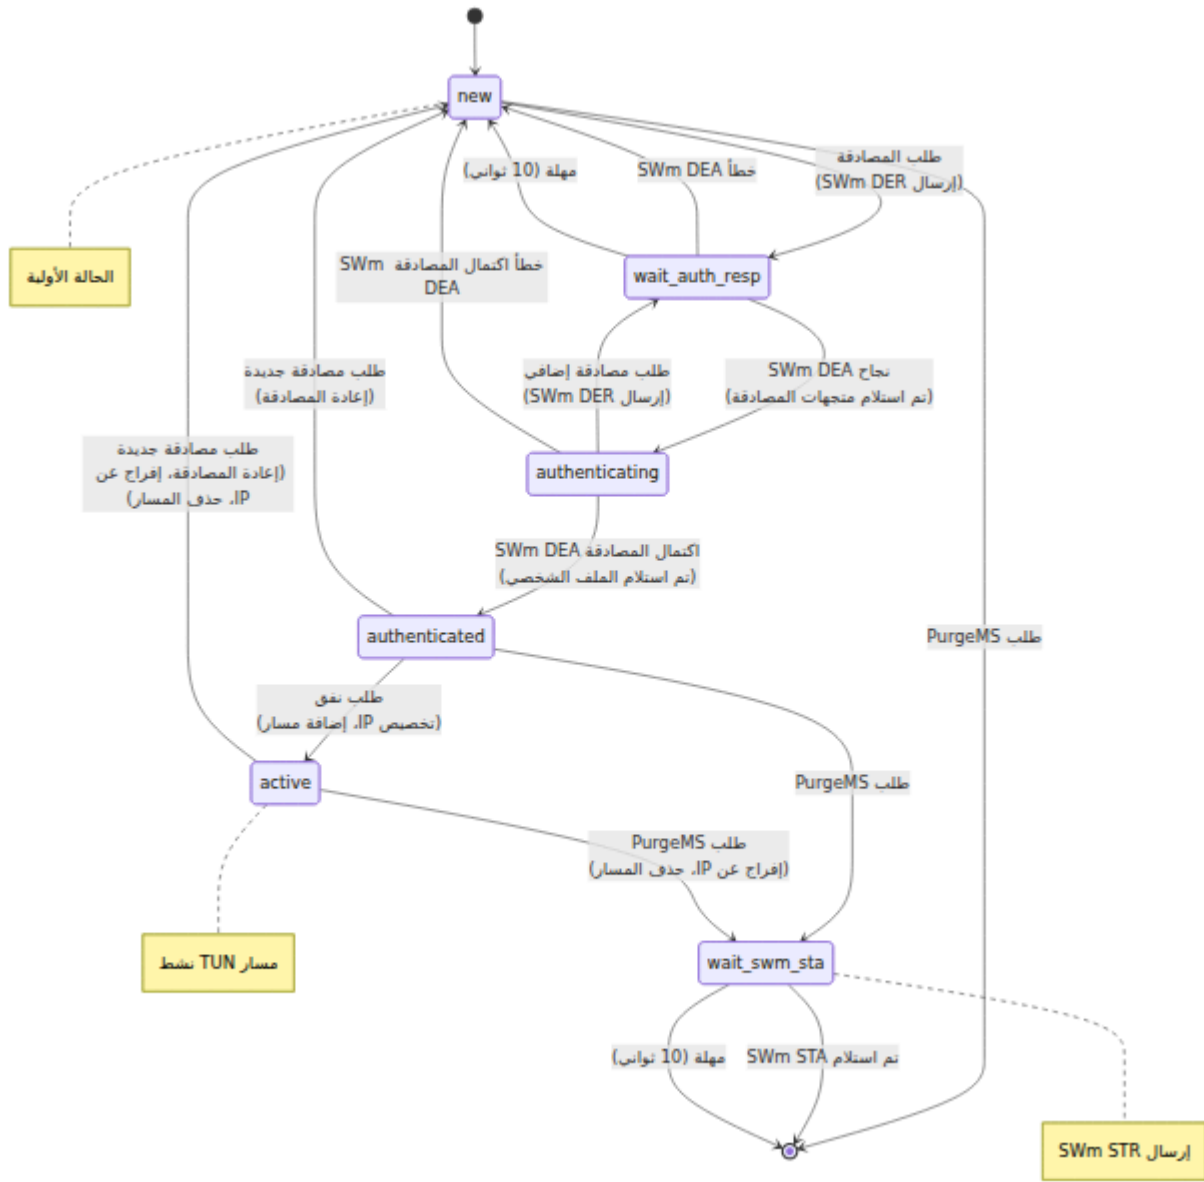 new
طلب المصادقة
(إرسال SWm DER)
خطأ SWm DEA
مهلة (10 ثواني)
الحالة الأولية
wait_auth_resp
خطأ اكتمال المصادقة SWm
DEA
طلب مصادقة جديدة
(إعادة المصادقة)
طلب مصادقة إضافي
(إرسال SWm DER)
نجاح SWm DEA
(تم استلام متجهات المصادقة)
طلب مصادقة جديدة
(إعادة المصادقة، إفراج عن
IP، حذف المسار)
authenticating
اكتمال المصادقة SWm DEA
(تم استلام الملف الشخصي)
authenticated
طلب PurgeMS
طلب نفق
(تخصيص IP، إضافة مسار)
active
طلب PurgeMS
طلب PurgeMS
(إفراج عن IP، حذف المسار)
مسار TUN نشط
wait_swm_sta
مهلة (10 ثواني)
تم استلام SWm STA
إرسال SWm STR